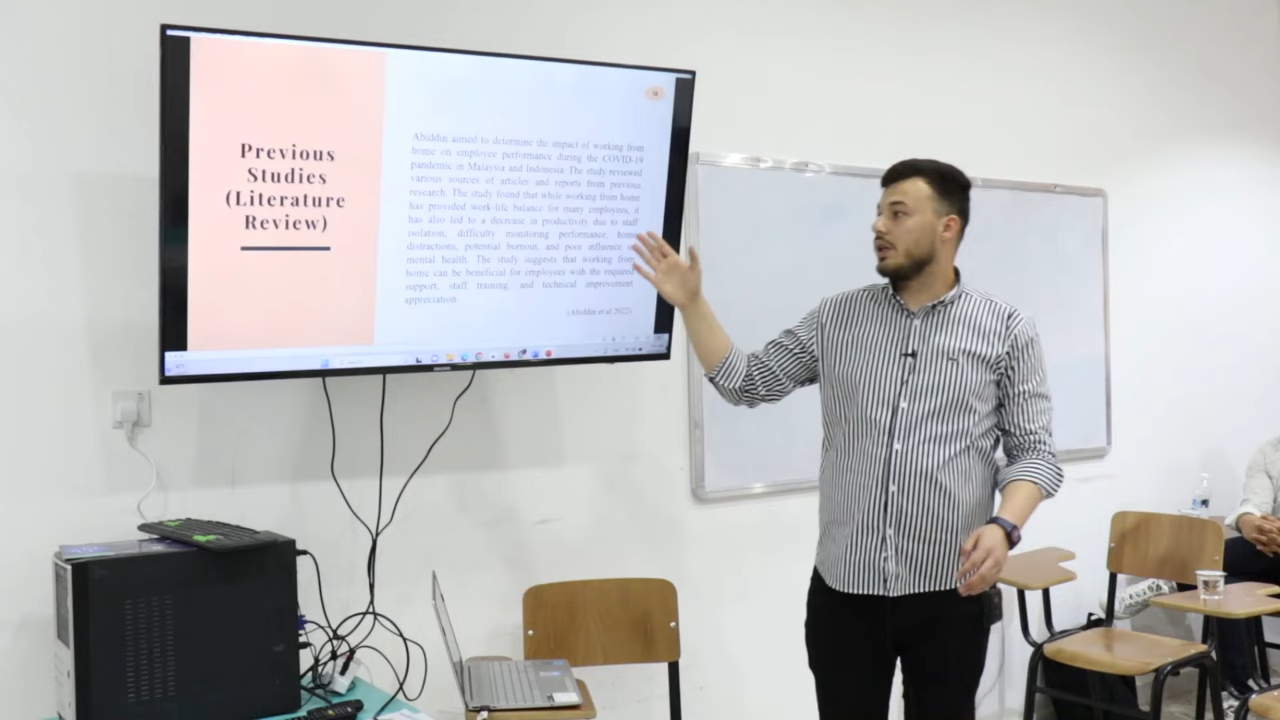 Previous
Studies
(Literature
Review)
12
Abiddin aimed to determine the impact of working from
home on employee performance during the COVID-19
pandemic in Malaysia and Indonesia. The study reviewed
various sources of articles and reports from previous
research. The study found that while working from home
has provided work-life balance for many employees, it
has also led to a decrease in productivity due to staff
isolation, difficulty monitoring performance, home
distractions, potential burnout, and poor influence
mental health. The study suggests that working from
home can be beneficial for employees with the required
support, staff training, and technical improvement
appreciation.
(Abiddin et al 2022)